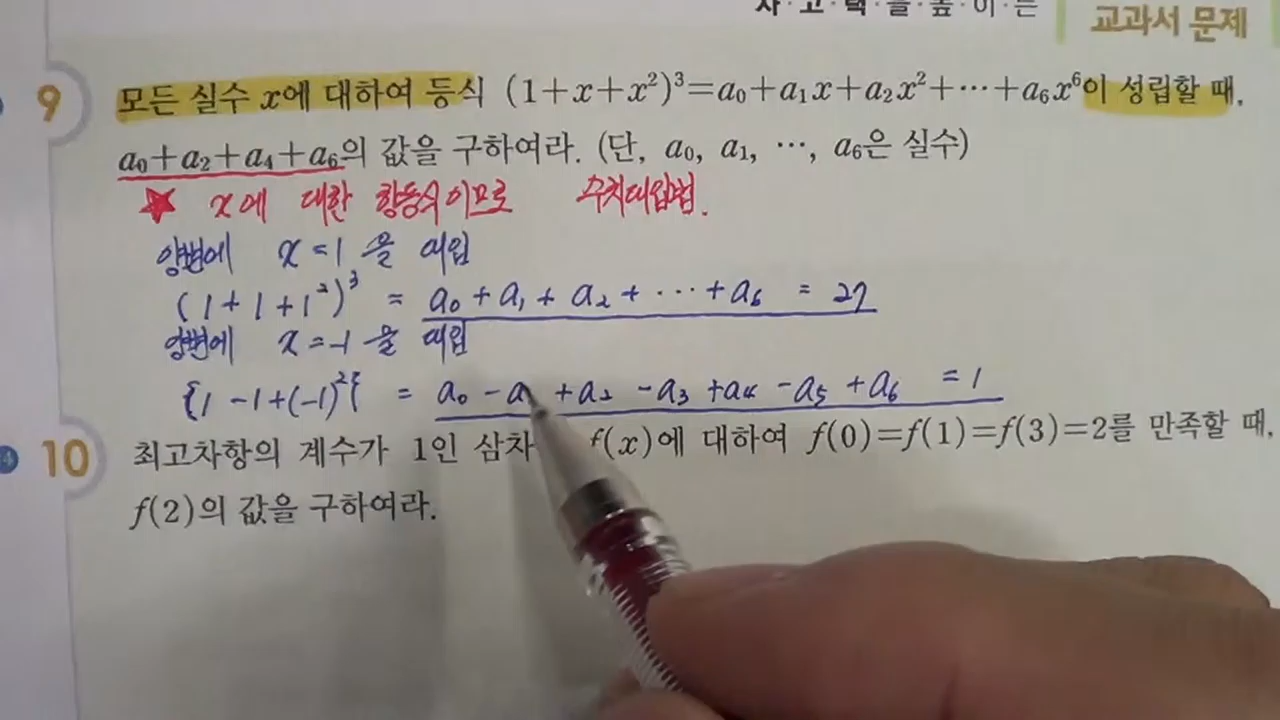 사·고·력·을·높·이·는
교과서 문제
9 모든 실수 x에 대하여 등식 (1+x+x²)³=a₀+a₁x+a₂x²+⋯+a₆x⁶이 성립할 때,
a₀+a₂+a₄+a₆의 값을 구하여라. (단, a₀, a₁, ⋯, a₆은 실수)
★ x에 대한 항등식이므로 수치대입법.
양변에 x=1 을 대입
(1+1+1²)³ = a₀+a₁+a₂+⋯+a₆ = 27
양변에 x=-1 을 대입
{1-1+(-1)²} = a₀-a +a₂-a₃+a₄-a₅+a₆ =1
10 최고차항의 계수가 1인 삼차 f(x)에 대하여 f(0)=f(1)=f(3)=2를 만족할 때,
f(2)의 값을 구하여라.